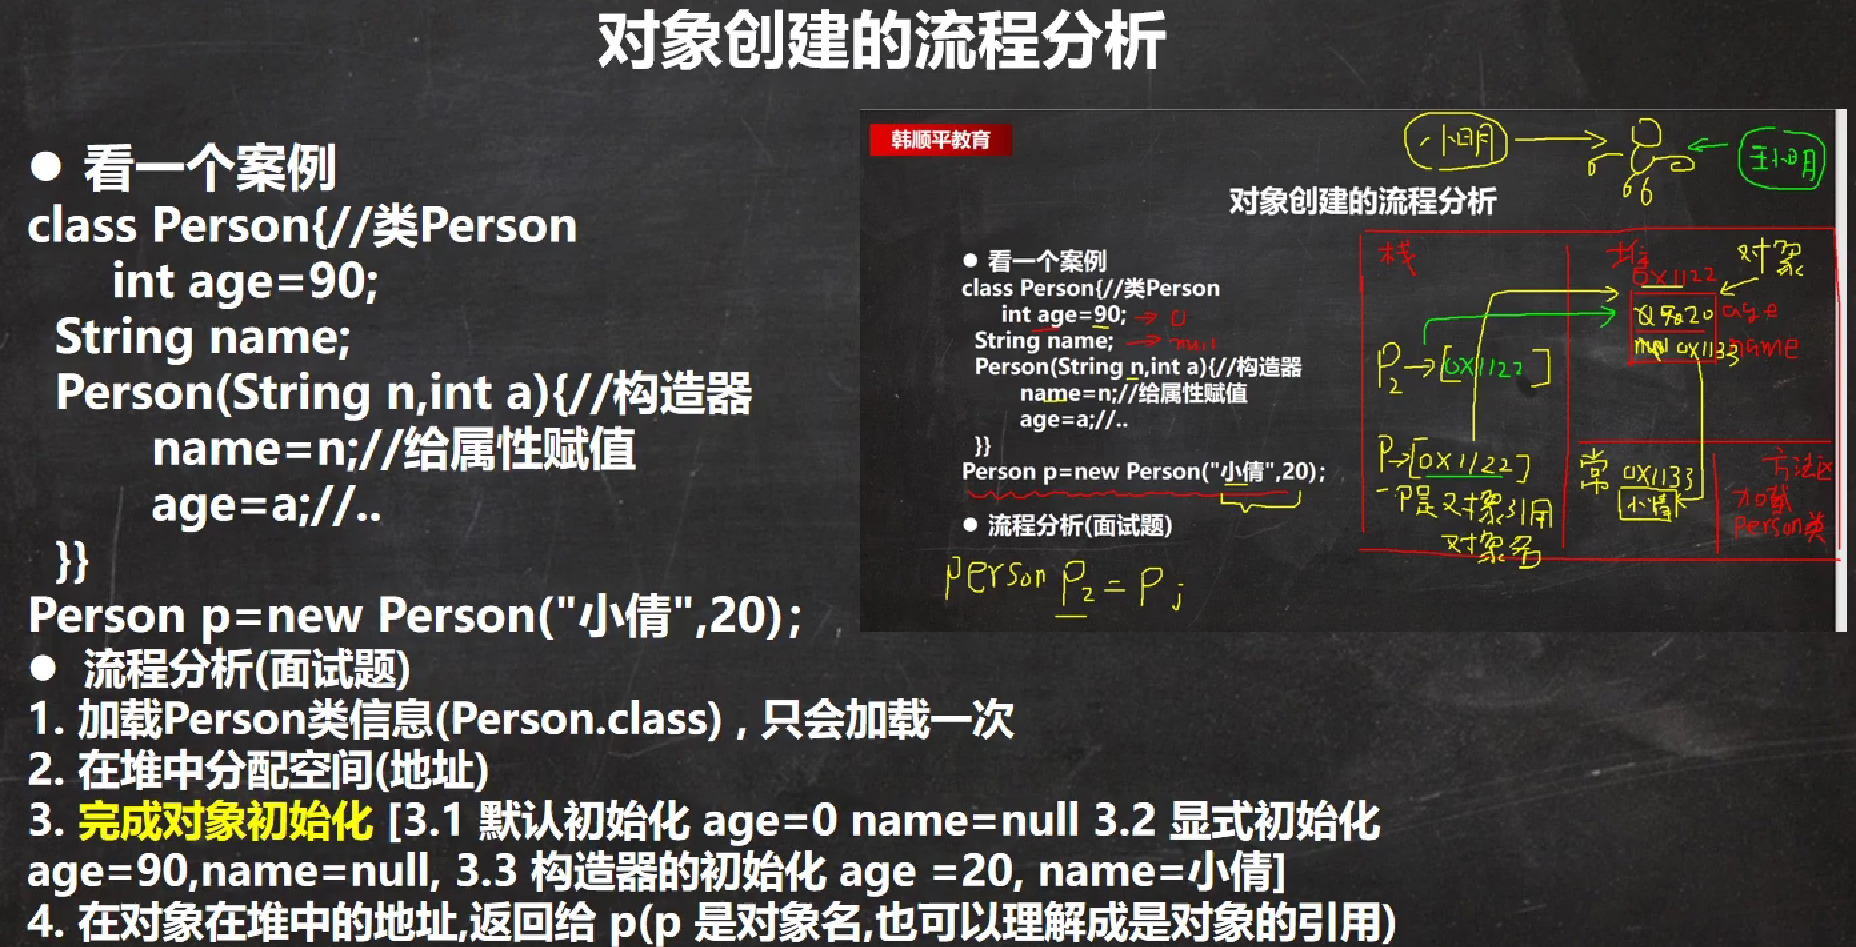 对象创建的流程分析
● 看一个案例
class Person{//类Person
int age=90;
String name;
Person(String n,int a){//构造器
name=n;//给属性赋值
age=a;//..
}}
Person p=new Person("小倩",20);
● 流程分析(面试题)
1. 加载Person类信息(Person.class) , 只会加载一次
2. 在堆中分配空间(地址)
3. 完成对象初始化 [3.1 默认初始化 age=0 name=null 3.2 显式初始化
age=90,name=null, 3.3 构造器的初始化 age =20, name=小倩]
4. 在对象在堆中的地址,返回给 p(p 是对象名,也可以理解成是对象的引用)
韩顺平教育
小明
王小明
对象创建的流程分析
● 看一个案例
class Person{//类Person
int age=90; → 0
String name; → null
Person(String n,int a){//构造器
name=n;//给属性赋值
age=a;//..
}}
Person p=new Person("小倩",20);
● 流程分析(面试题)
person p2 = p;
栈
堆
对象
0x1122
90 20 age
null 0x1133 name
P2→[0x1122]
P→[0x1122]
P是对象引用
对象名
常 0x1133
小倩
方法区
加载
Person类